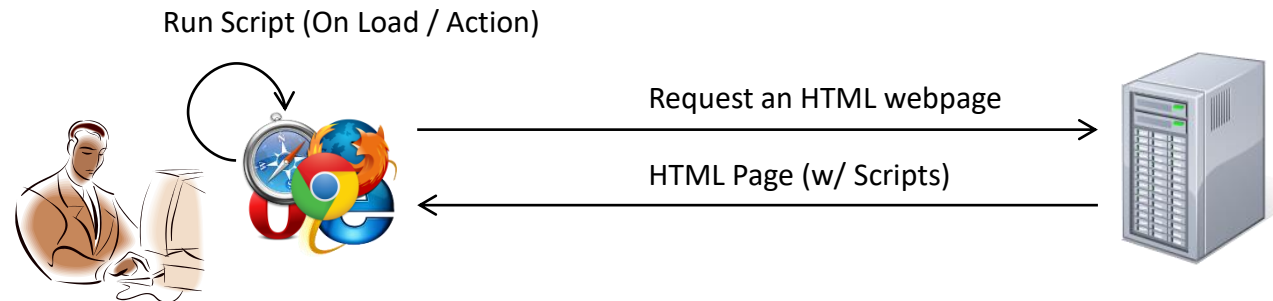 Run Script (On Load / Action)
Request an HTML webpage
HTML Page (w/ Scripts)